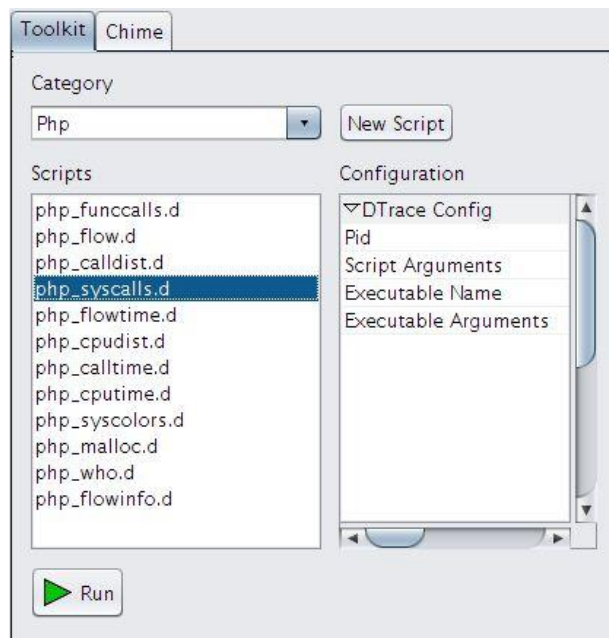 Toolkit Chime
Category
Php
New Script
Scripts
php_funccalls.d
php_flow.d
php_calldist.d
php_syscalls.d
php_flowtime.d
php_cpudist.d
php_calltime.d
php_cputime.d
php_syscolors.d
php_malloc.d
php_who.d
php_flowinfo.d
Configuration
DTrace Config
Pid
Script Arguments
Executable Name
Executable Arguments
Run